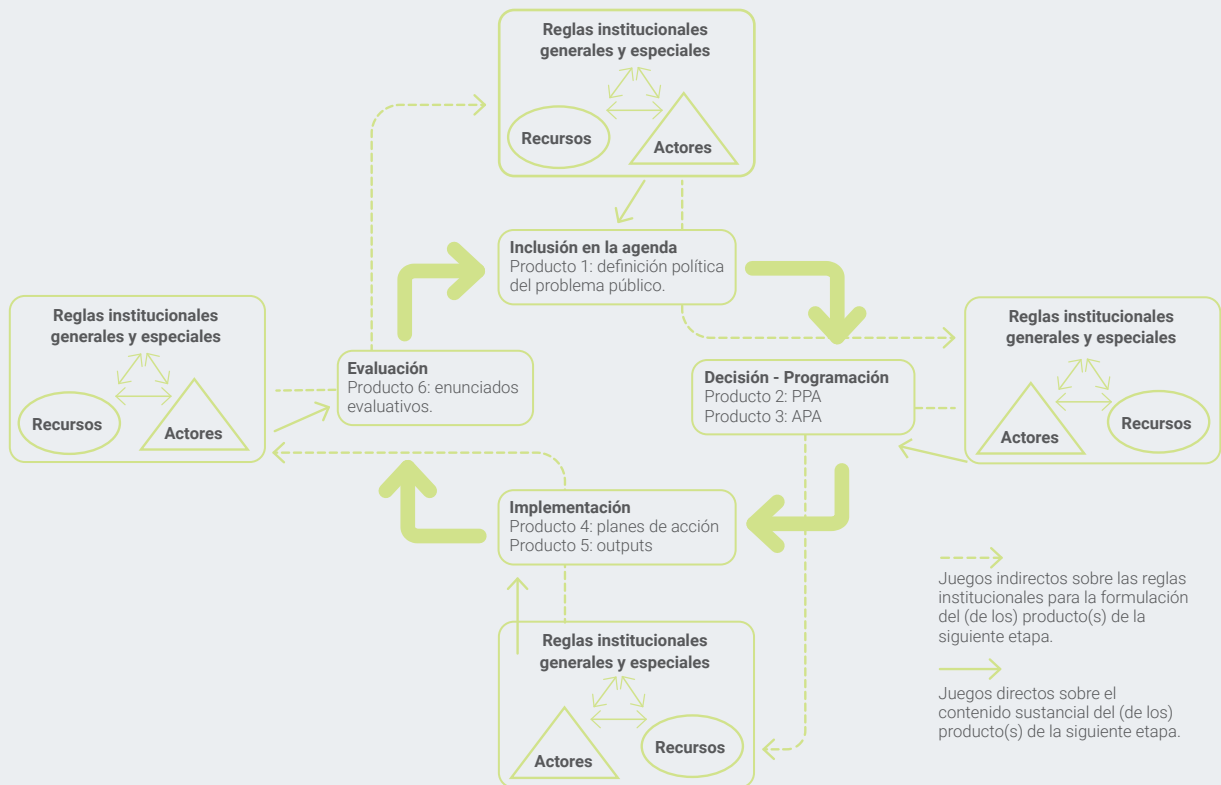 Reglas institucionales
generales y especiales
Recursos
Actores
Inclusión en la agenda
Producto 1: definición política
del problema público.
Reglas institucionales
generales y especiales
Recursos
Actores
Evaluación
Producto 6: enunciados
evaluativos.
Decisión - Programación
Producto 2: PPA
Producto 3: APA
Reglas institucionales
generales y especiales
Actores
Recursos
Implementación
Producto 4: planes de acción
Producto 5: outputs
Reglas institucionales
generales y especiales
Actores
Recursos
Juegos indirectos sobre las reglas
institucionales para la formulación
del (de los) producto(s) de la
siguiente etapa.
Juegos directos sobre el
contenido sustancial del (de los)
producto(s) de la siguiente etapa.